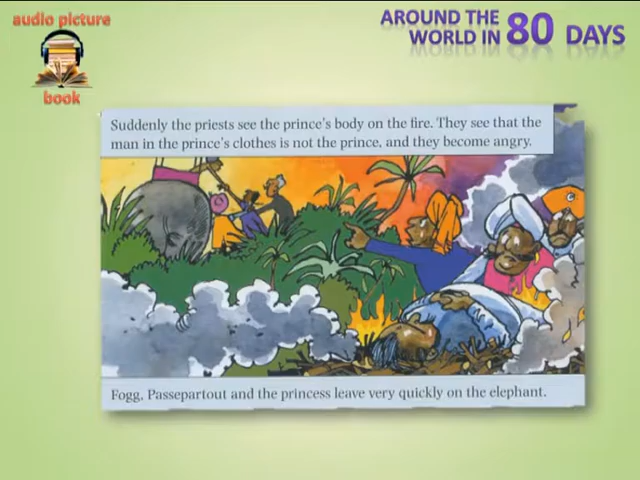 audio picture
book
AROUND THE
WORLD IN 80 DAYS
Suddenly the priests see the prince's body on the fire. They see that the
man in the prince's clothes is not the prince, and they become angry.
Fogg, Passepartout and the princess leave very quickly on the elephant.